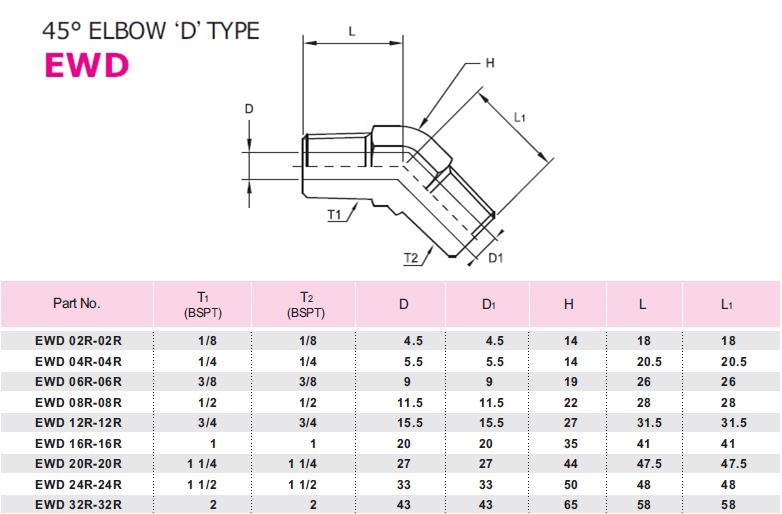 45° ELBOW ‘D’ TYPE
EWD
L
H
D
L1
T1
T2
D1
Part No. T1 (BSPT) T2 (BSPT) D D1 H L L1
EWD 02R-02R 1/8 1/8 4.5 4.5 14 18 18
EWD 04R-04R 1/4 1/4 5.5 5.5 14 20.5 20.5
EWD 06R-06R 3/8 3/8 9 9 19 26 26
EWD 08R-08R 1/2 1/2 11.5 11.5 22 28 28
EWD 12R-12R 3/4 3/4 15.5 15.5 27 31.5 31.5
EWD 16R-16R 1 1 20 20 35 41 41
EWD 20R-20R 1 1/4 1 1/4 27 27 44 47.5 47.5
EWD 24R-24R 1 1/2 1 1/2 33 33 50 48 48
EWD 32R-32R 2 2 43 43 65 58 58